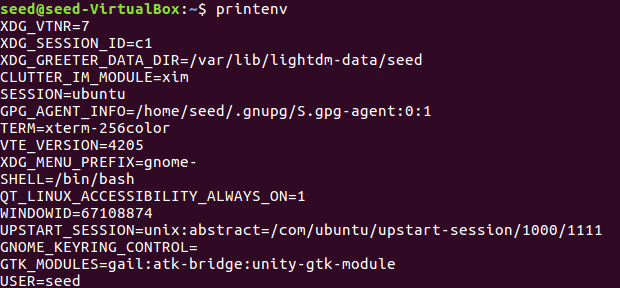 seed@seed-VirtualBox:~$ printenv
XDG_VTNR=7
XDG_SESSION_ID=c1
XDG_GREETER_DATA_DIR=/var/lib/lightdm-data/seed
CLUTTER_IM_MODULE=xim
SESSION=ubuntu
GPG_AGENT_INFO=/home/seed/.gnupg/S.gpg-agent:0:1
TERM=xterm-256color
VTE_VERSION=4205
XDG_MENU_PREFIX=gnome-
SHELL=/bin/bash
QT_LINUX_ACCESSIBILITY_ALWAYS_ON=1
WINDOWID=67108874
UPSTART_SESSION=unix:abstract=/com/ubuntu/upstart-session/1000/1111
GNOME_KEYRING_CONTROL=
GTK_MODULES=gail:atk-bridge:unity-gtk-module
USER=seed